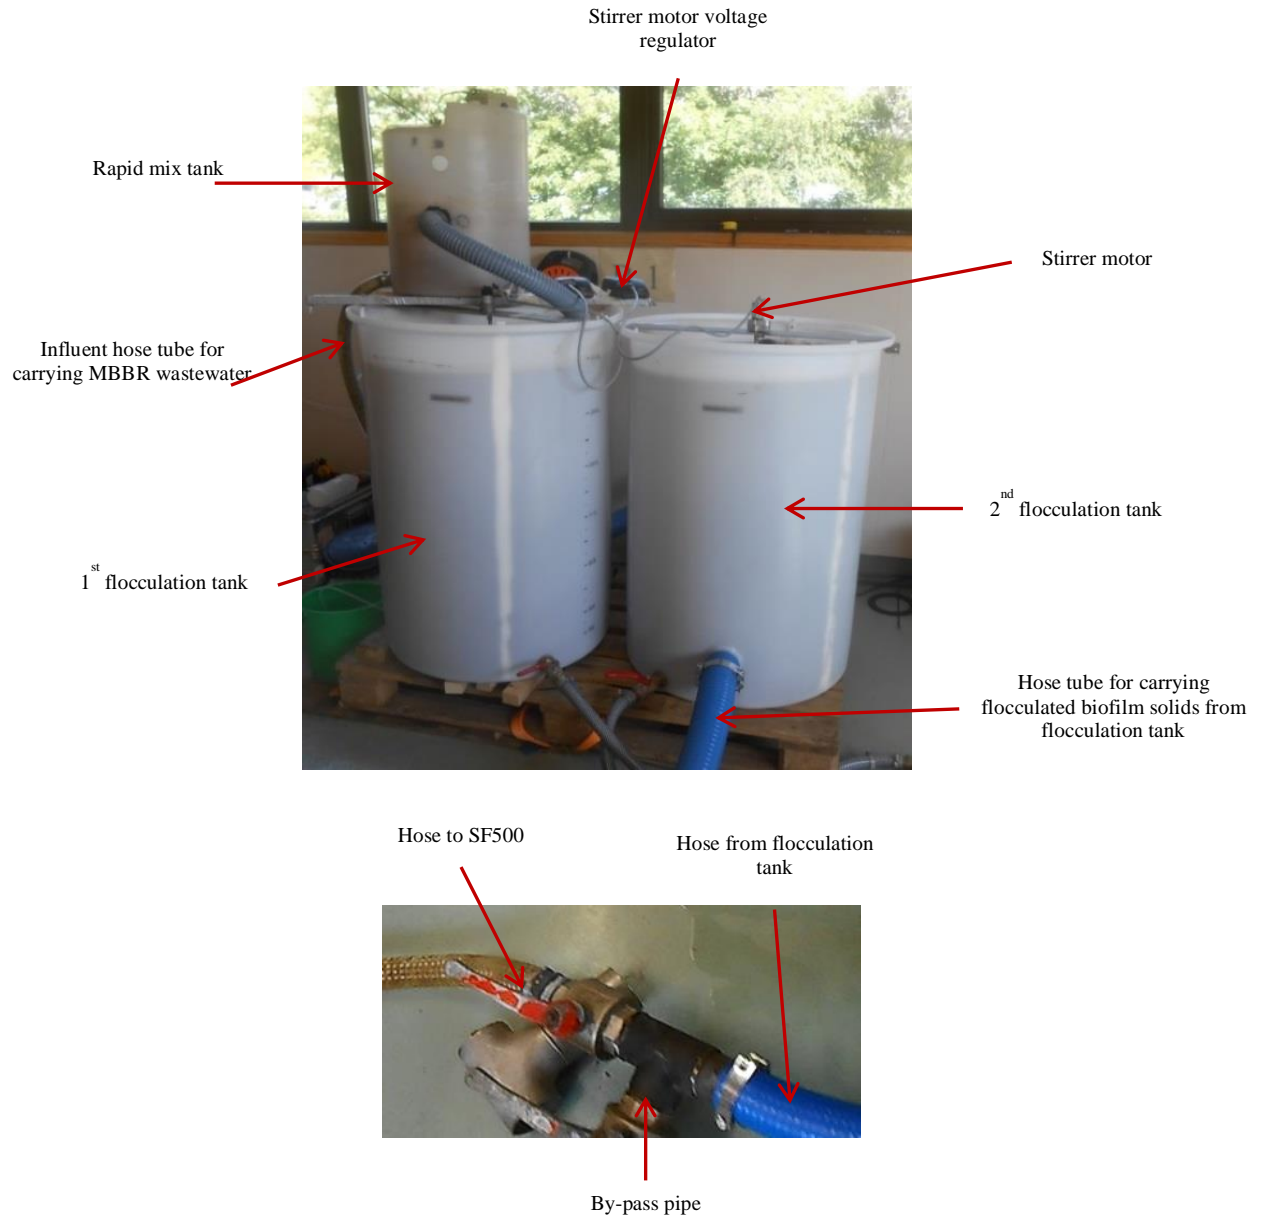 Stirrer motor voltage
regulator
Rapid mix tank
Stirrer motor
Influent hose tube for
carrying MBBR wastewater
2nd flocculation tank
1st flocculation tank
Hose tube for carrying
flocculated biofilm solids from
flocculation tank
Hose to SF500
Hose from flocculation
tank
By-pass pipe